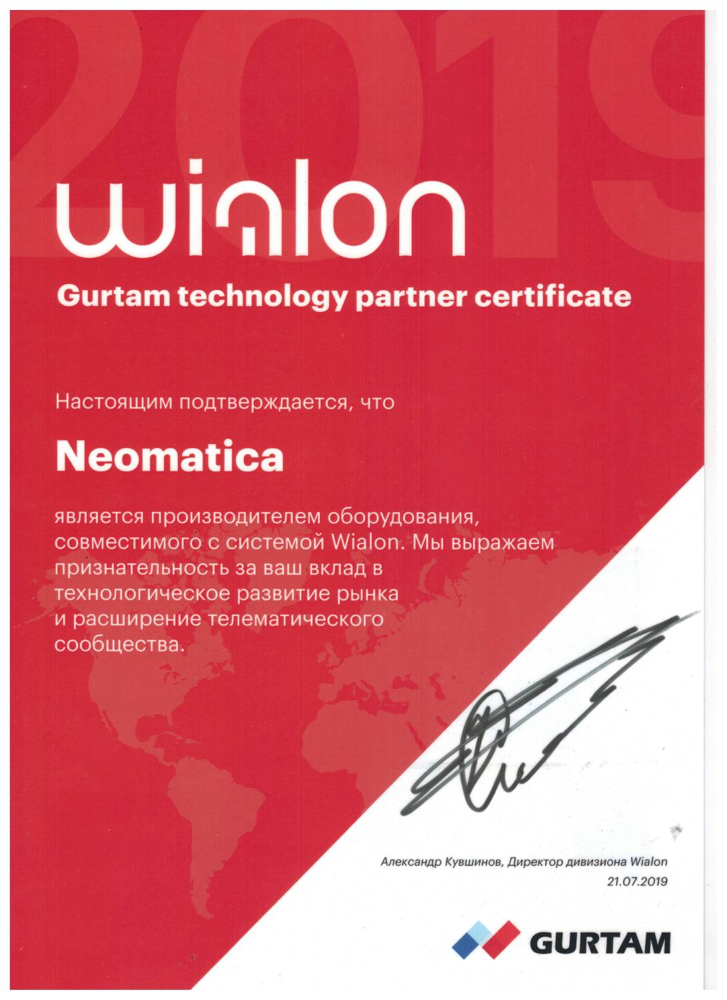 2019
wialon
Gurtam technology partner certificate
Настоящим подтверждается, что
Neomatica
является производителем оборудования,
совместимого с системой Wialon. Мы выражаем
признательность за ваш вклад в
технологическое развитие рынка
и расширение телематического
сообщества.
Александр Кувшинов, Директор дивизиона Wialon
21.07.2019
GURTAM